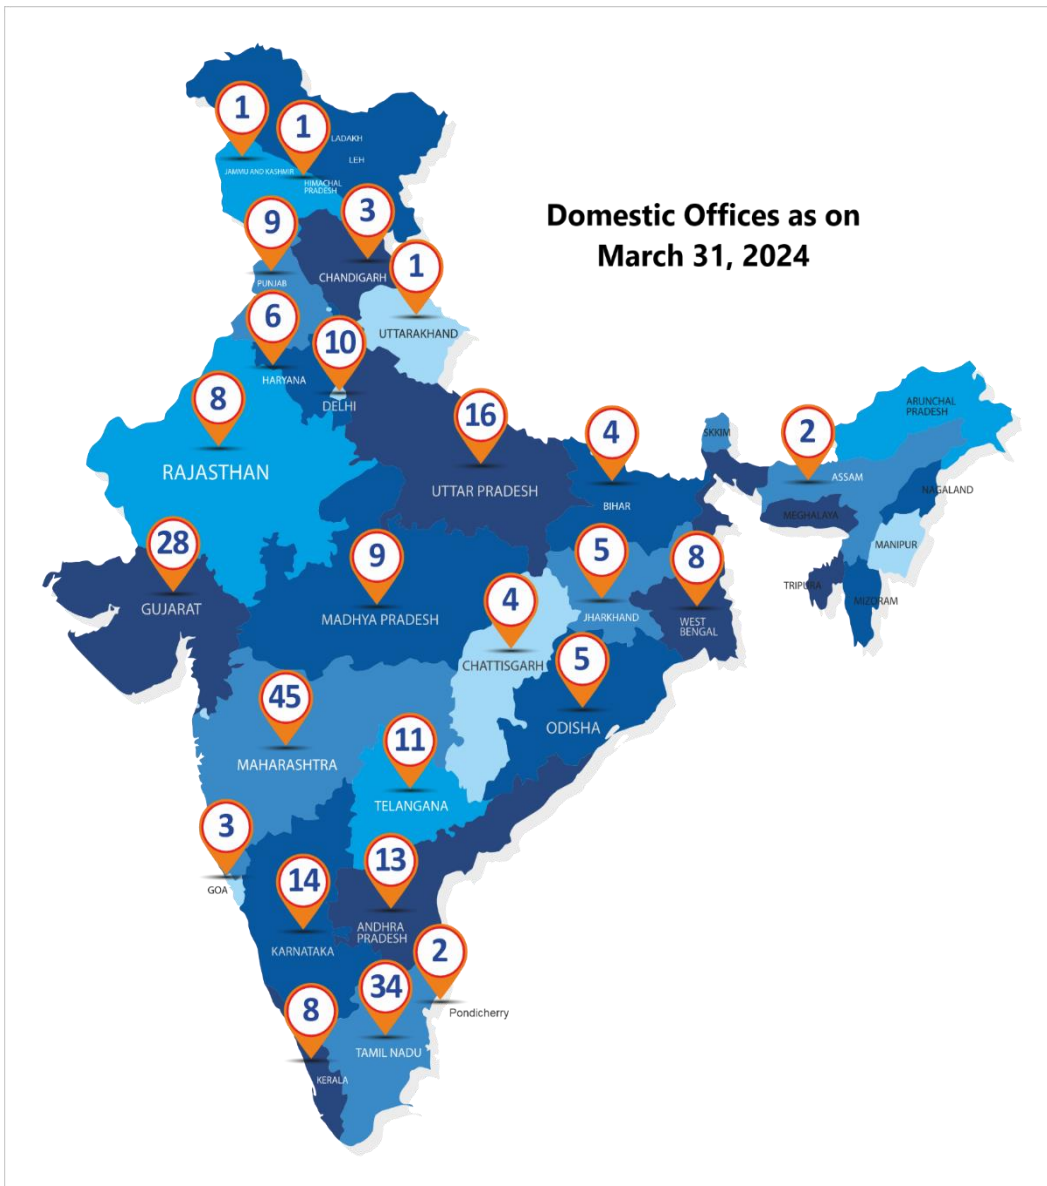 Domestic Offices as on
March 31, 2024
1
1
LADAKH
LEH
JAMMU AND KASHMIR
HIMACHAL
PRADESH
3
9
CHANDIGARH
1
PUNJAB
6
UTTARAKHAND
10
HARYANA
DELHI
8
RAJASTHAN
16
UTTAR PRADESH
4
BIHAR
SKKIM
2
ASSAM
ARUNCHAL
PRADESH
NAGALAND
MEGHALAYA
MANIPUR
TRIPURA
MIZORAM
28
GUJARAT
9
MADHYA PRADESH
5
JHARKHAND
8
WEST
BENGAL
4
CHATTISGARH
5
ODISHA
45
MAHARASHTRA
11
TELANGANA
3
GOA
14
KARNATAKA
13
ANDHRA
PRADESH
2
Pondicherry
34
TAMIL NADU
8
KERALA